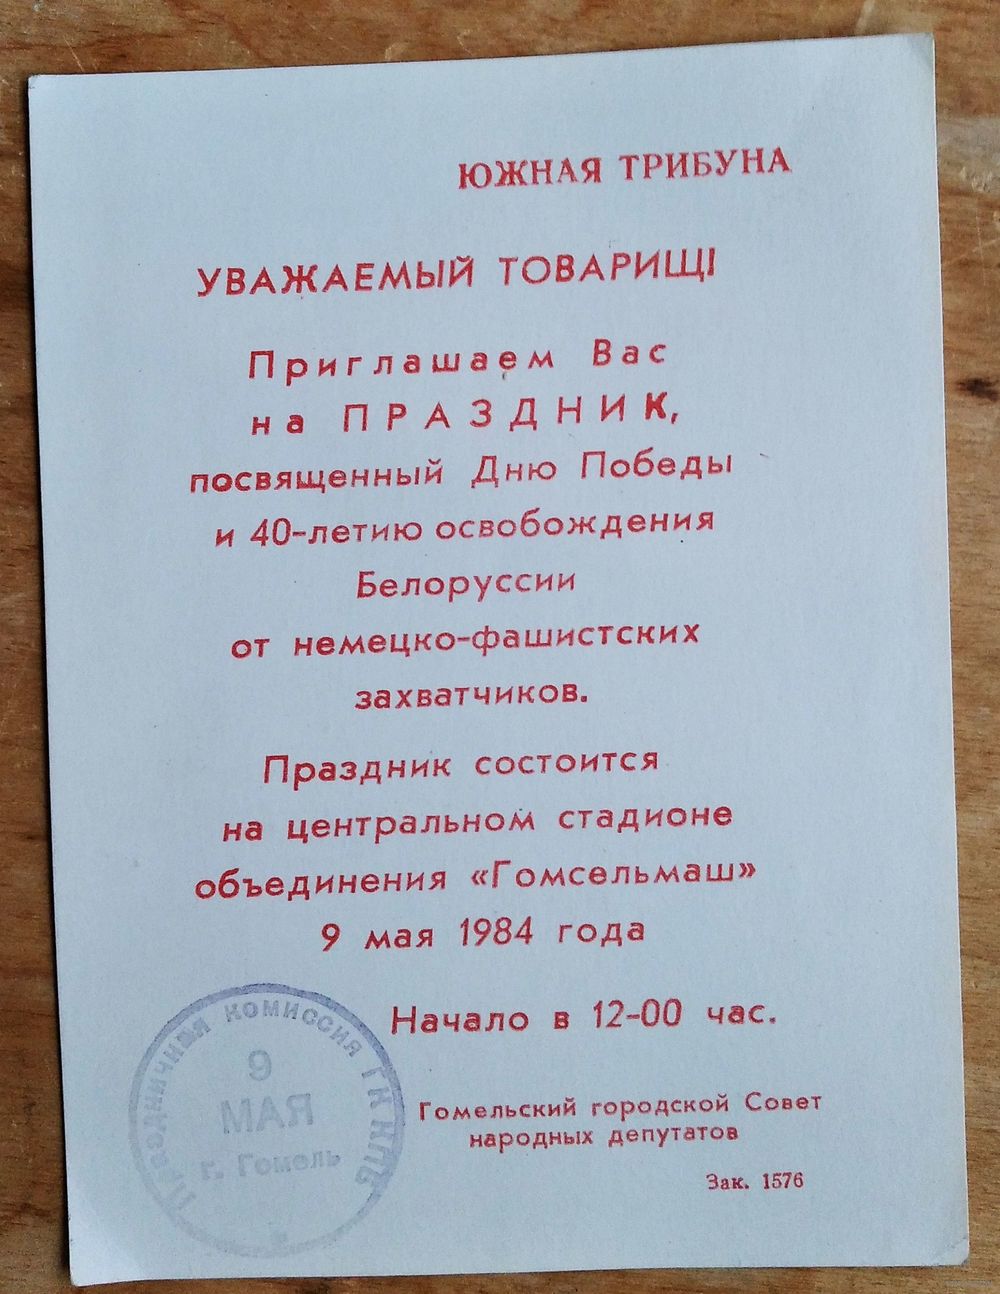 ЮЖНАЯ ТРИБУНА
УВАЖАЕМЫЙ ТОВАРИЩ!
Приглашаем Вас
на ПРАЗДНИК,
посвященный Дню Победы
и 40-летию освобождения
Белоруссии
от немецко-фашистских
захватчиков.
Праздник состоится
на центральном стадионе
объединения «Гомсельмаш»
9 мая 1984 года
Начало в 12-00 час.
Праздничная комиссия
9
МАЯ
г. Гомель
Гомельский городской Совет
народных депутатов
Зак. 1576